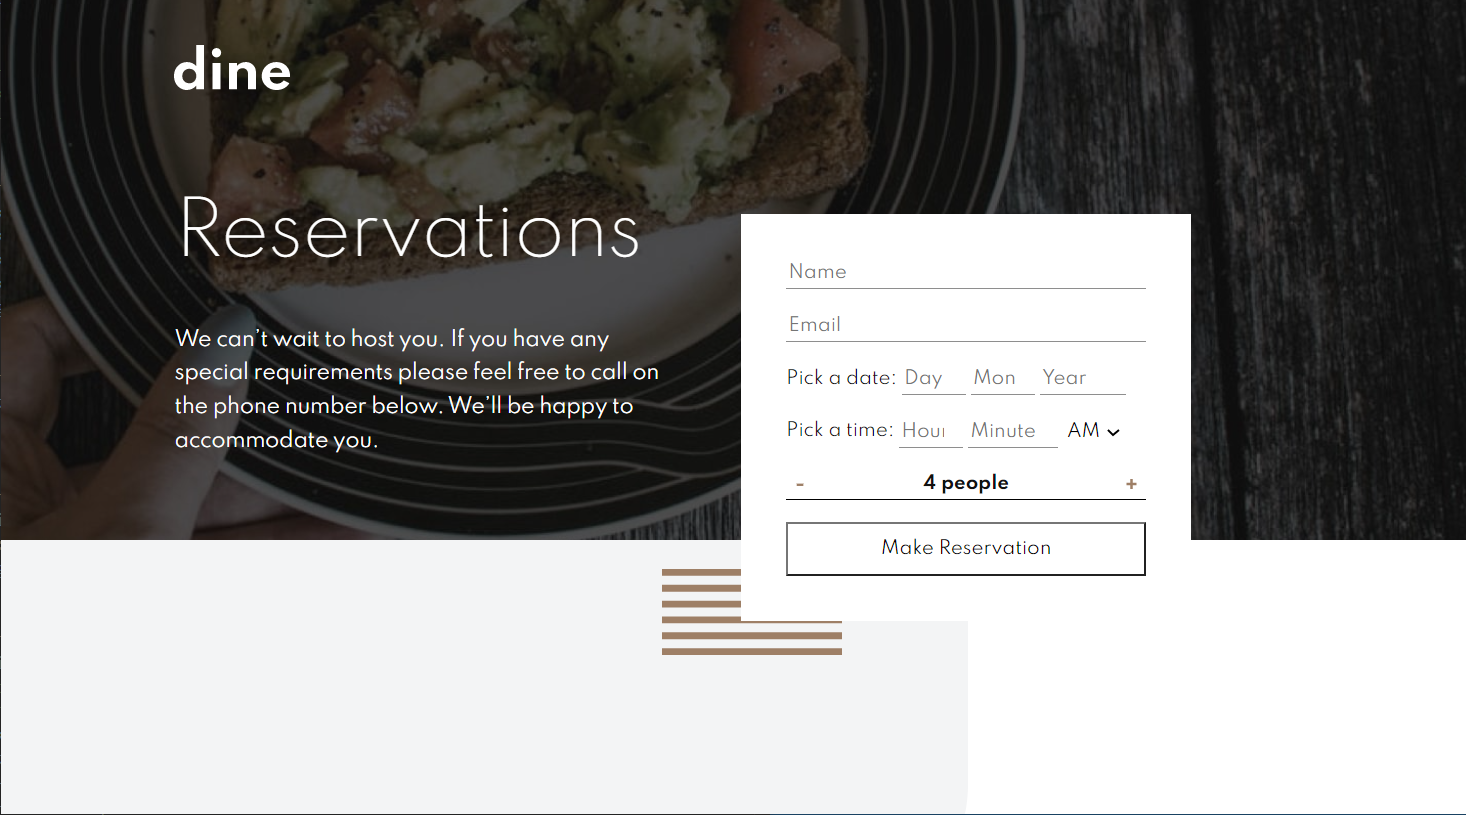 dine
Reservations
We can’t wait to host you. If you have any
special requirements please feel free to call on
the phone number below. We’ll be happy to
accommodate you.
Name
Email
Pick a date: Day Mon Year
Pick a time: Hour Minute AM
- 4 people +
Make Reservation